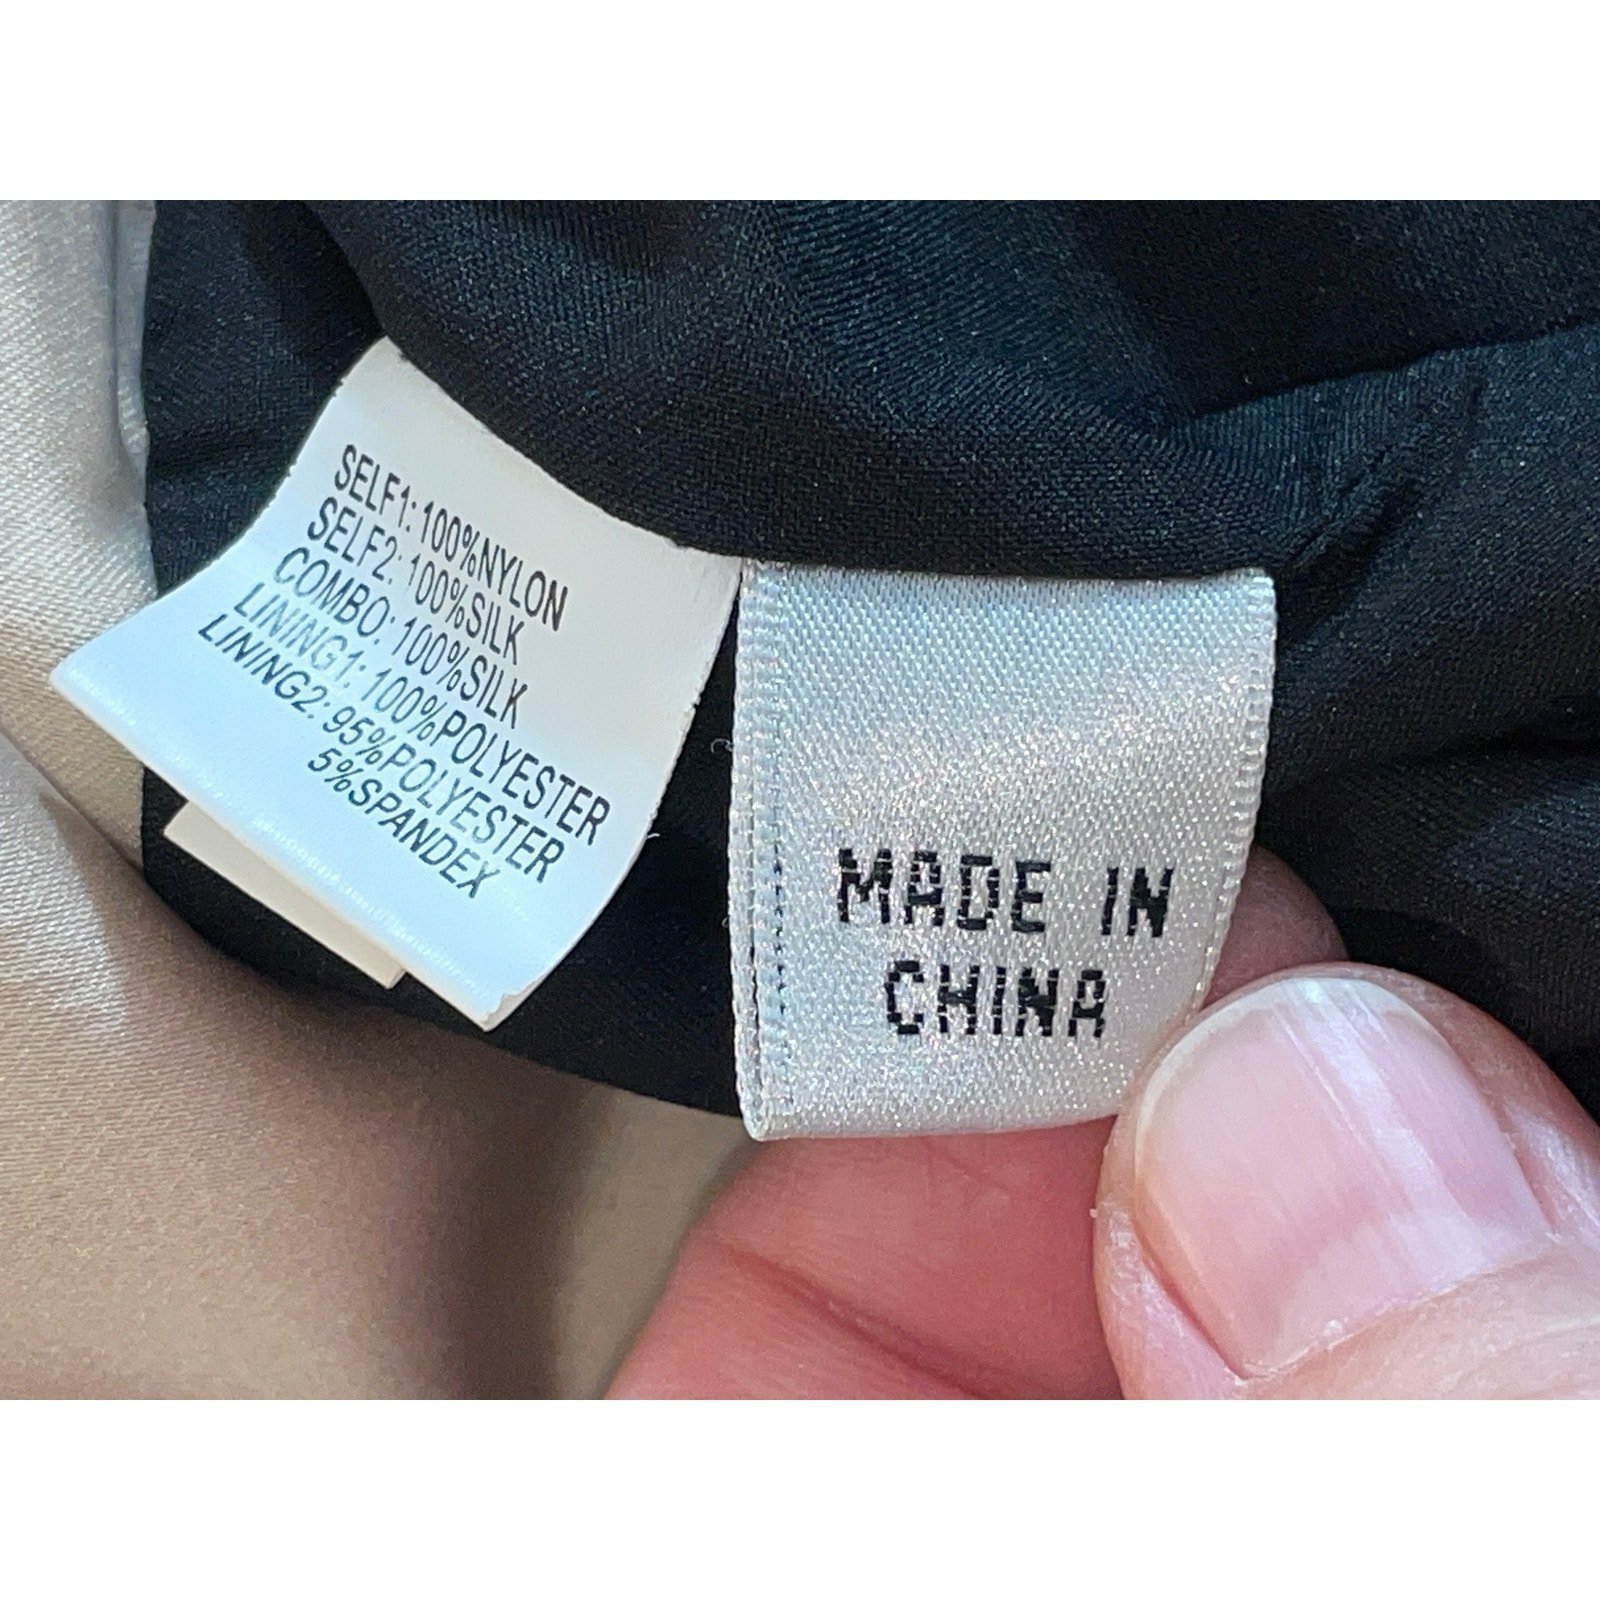 SELF1: 100%NYLON
SELF2: 100%SILK
COMBO: 100%SILK
LINING1: 100%POLYESTER
LINING2: 95%POLYESTER
5%SPANDEX
MADE IN
CHINA